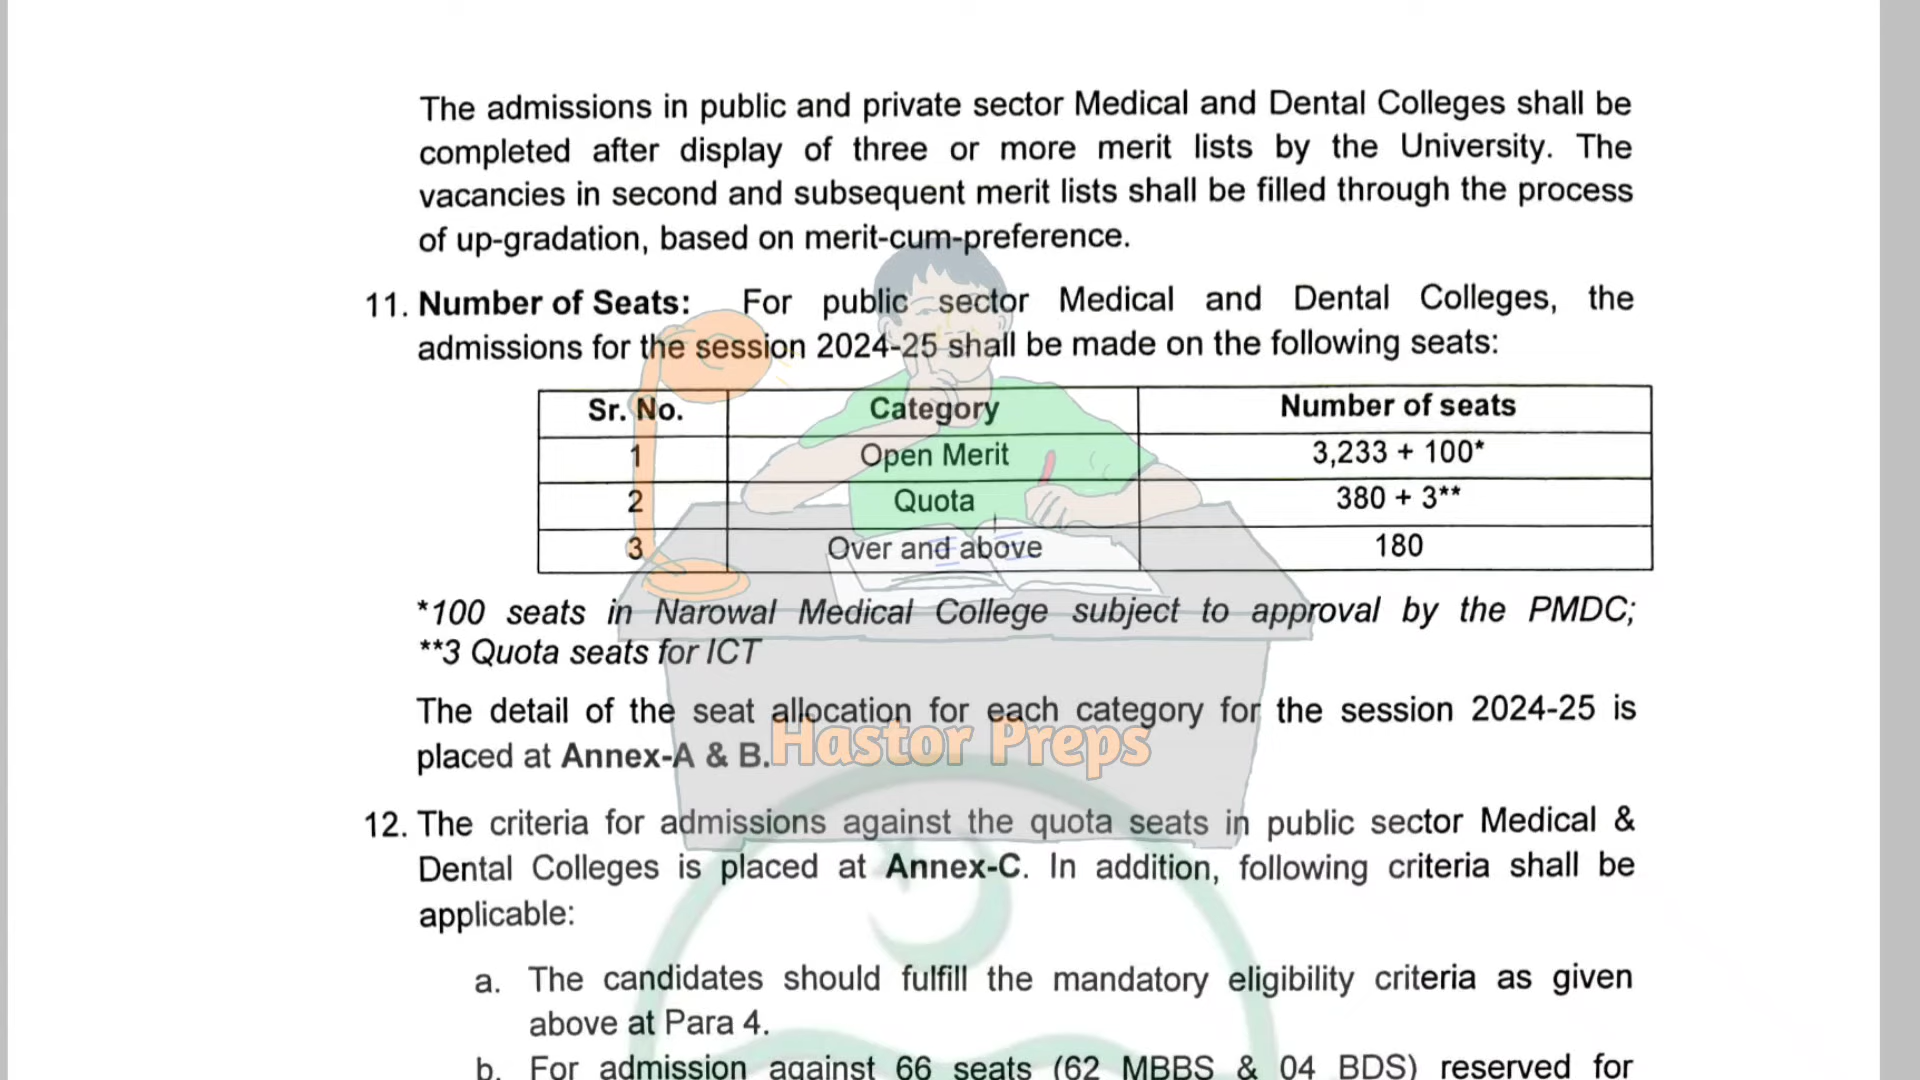 The admissions in public and private sector Medical and Dental Colleges shall be
completed after display of three or more merit lists by the University. The
vacancies in second and subsequent merit lists shall be filled through the process
of up-gradation, based on merit-cum-preference.
11. Number of Seats: For public sector Medical and Dental Colleges, the
admissions for the session 2024-25 shall be made on the following seats:
Sr. No. Category Number of seats
1 Open Merit 3,233 + 100*
2 Quota 380 + 3**
3 Over and above 180
*100 seats in Narowal Medical College subject to approval by the PMDC;
**3 Quota seats for ICT
The detail of the seat allocation for each category for the session 2024-25 is
placed at Annex-A & B.
Hastor Preps
12. The criteria for admissions against the quota seats in public sector Medical &
Dental Colleges is placed at Annex-C. In addition, following criteria shall be
applicable:
a. The candidates should fulfill the mandatory eligibility criteria as given
above at Para 4.
b. For admission against 66 seats (62 MBBS & 04 BDS) reserved for